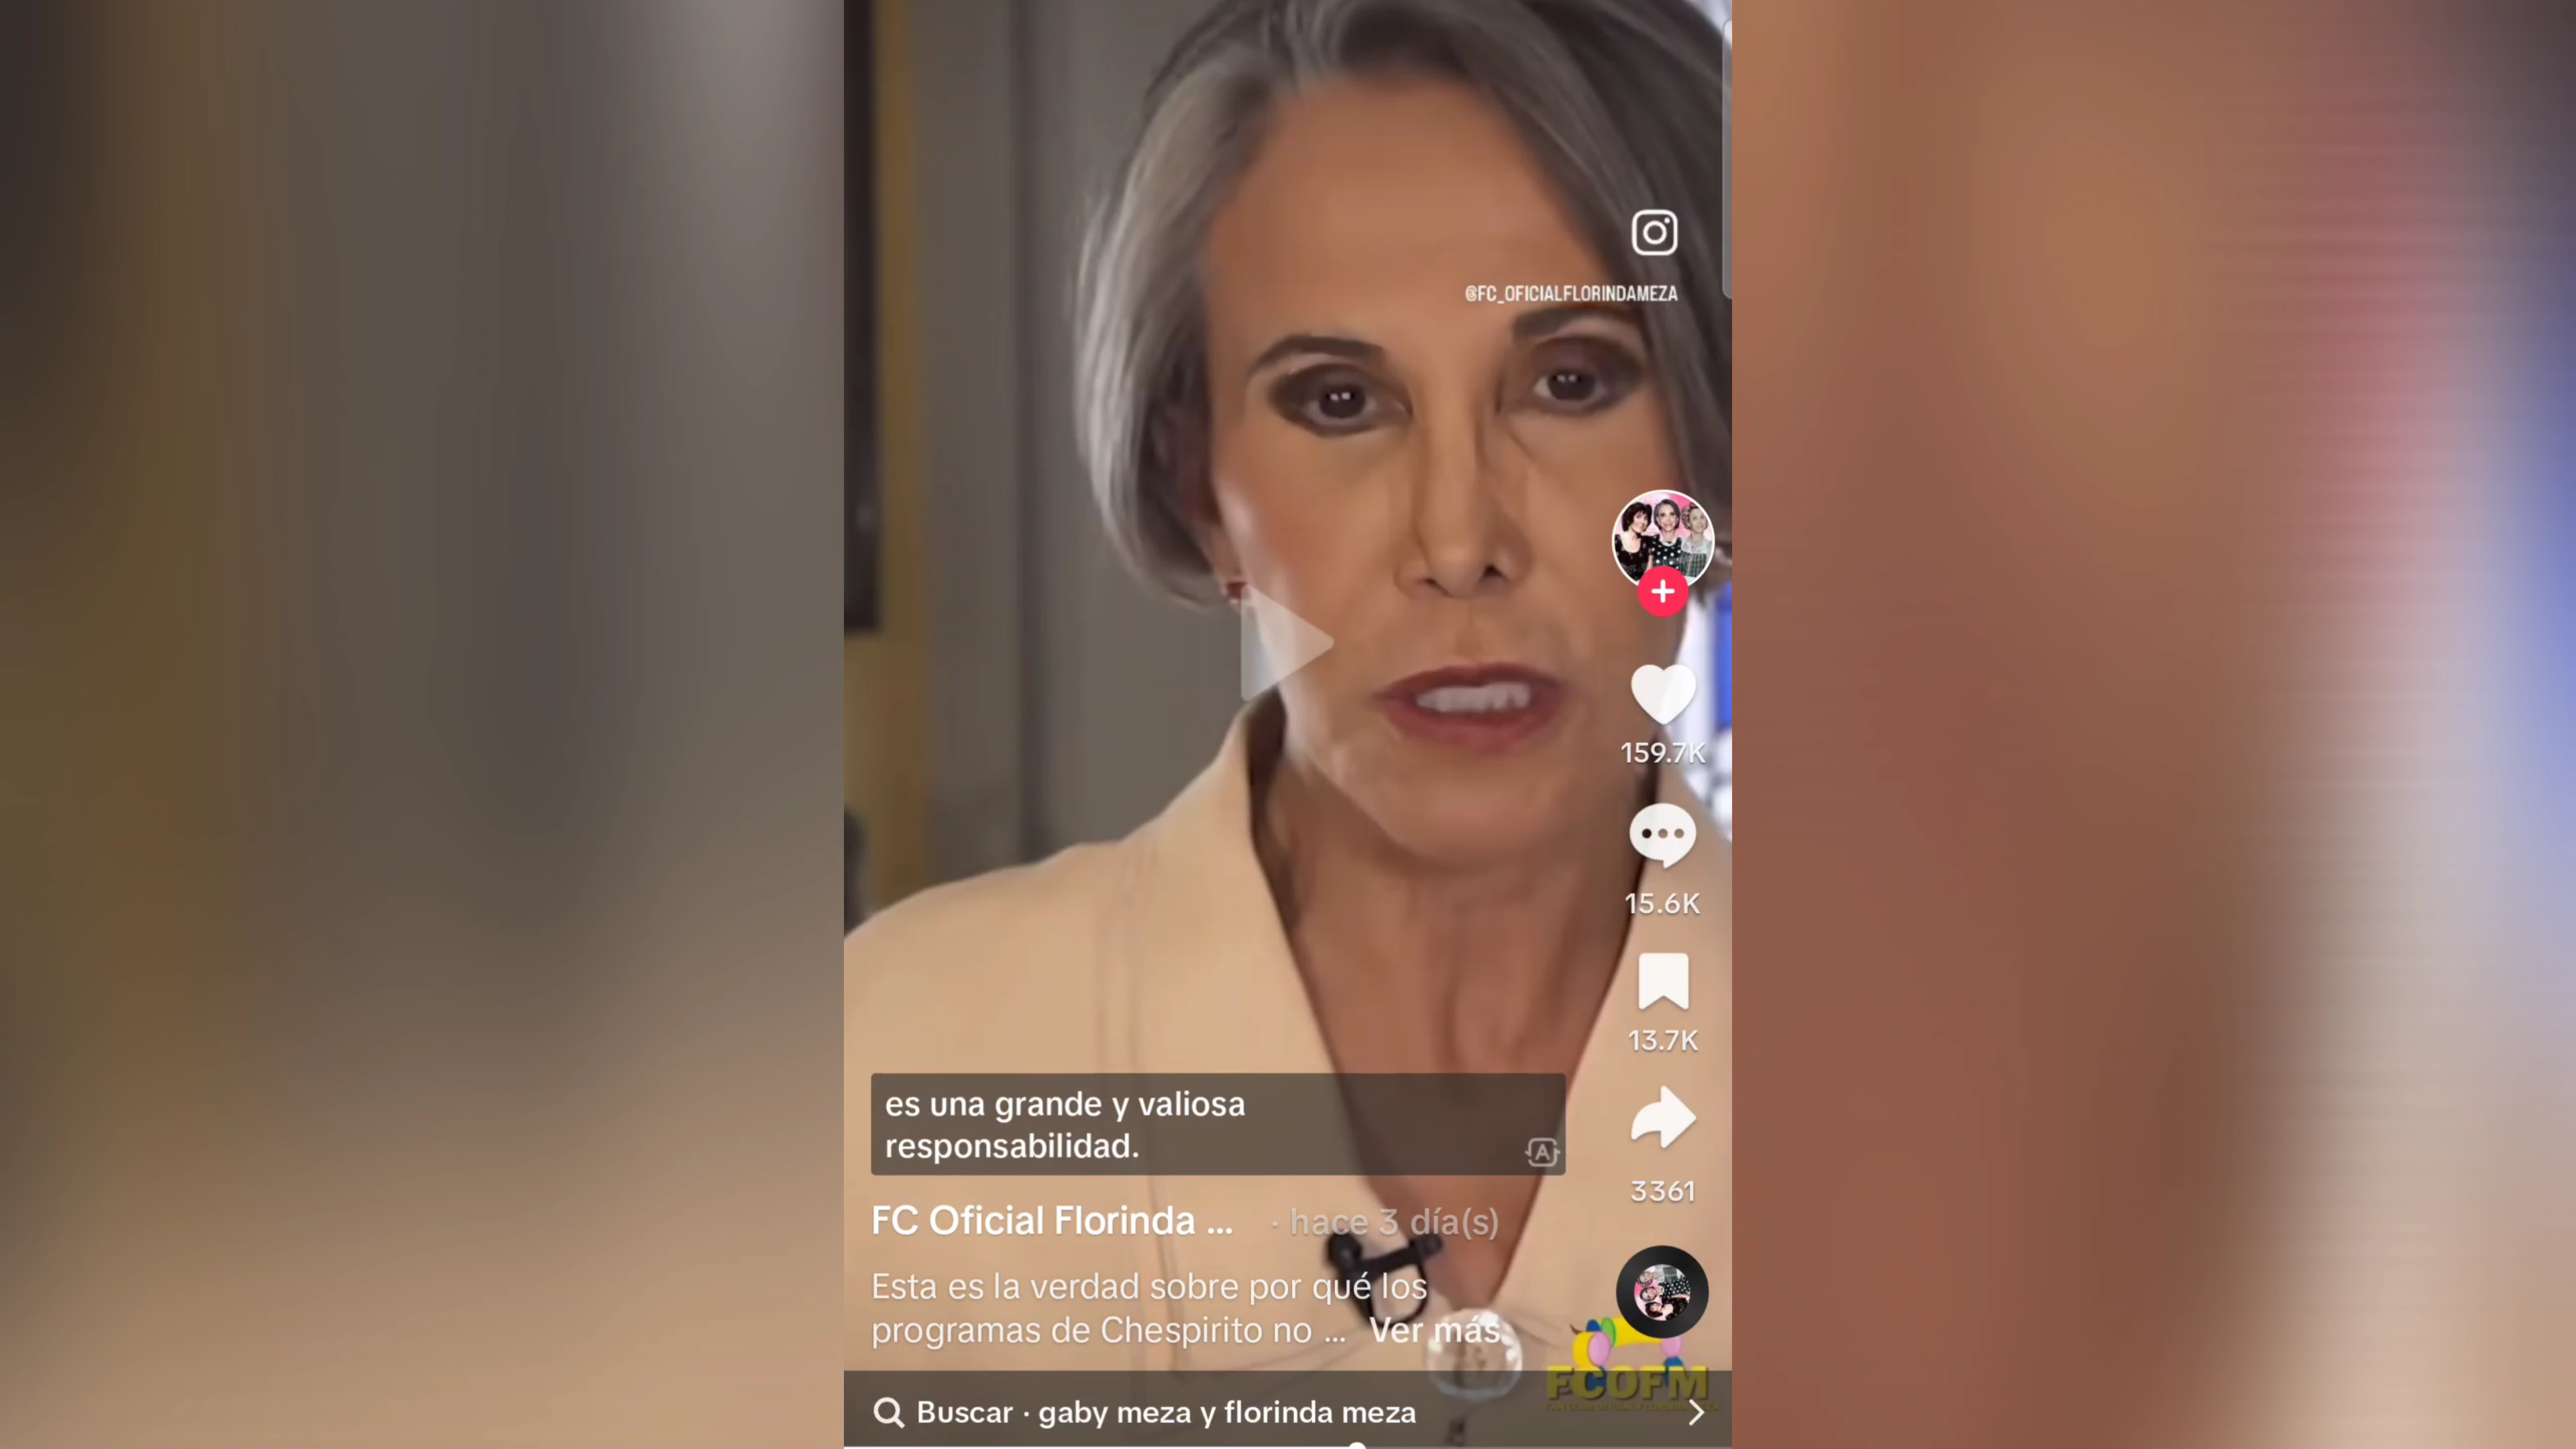 @FC_OFICIALFLORINDAMEZA
159.7K
15.6K
13.7K
3361
es una grande y valiosa
responsabilidad.
A
FC Oficial Florinda ... · hace 3 día(s)
Esta es la verdad sobre por qué los
programas de Chespirito no ... Ver más
FCOFM
Buscar · gaby meza y florinda meza